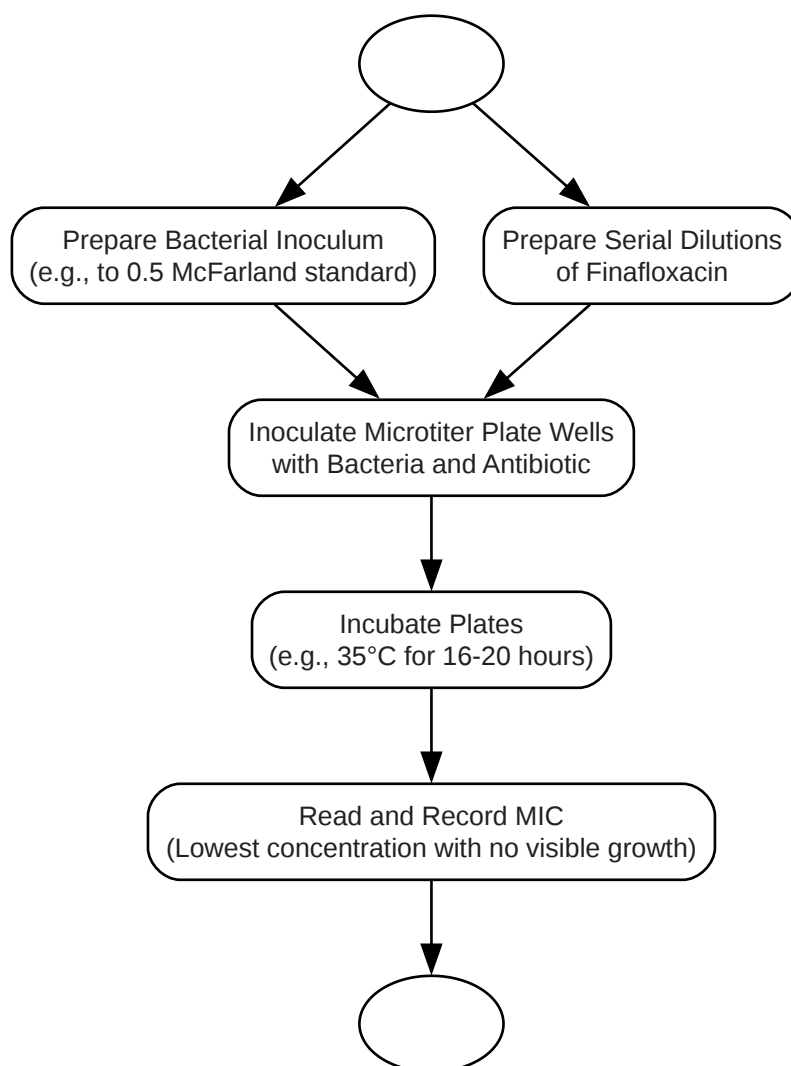 Prepare Bacterial Inoculum
(e.g., to 0.5 McFarland standard)
Prepare Serial Dilutions
of Finafloxacin
Inoculate Microtiter Plate Wells
with Bacteria and Antibiotic
Incubate Plates
(e.g., 35°C for 16-20 hours)
Read and Record MIC
(Lowest concentration with no visible growth)